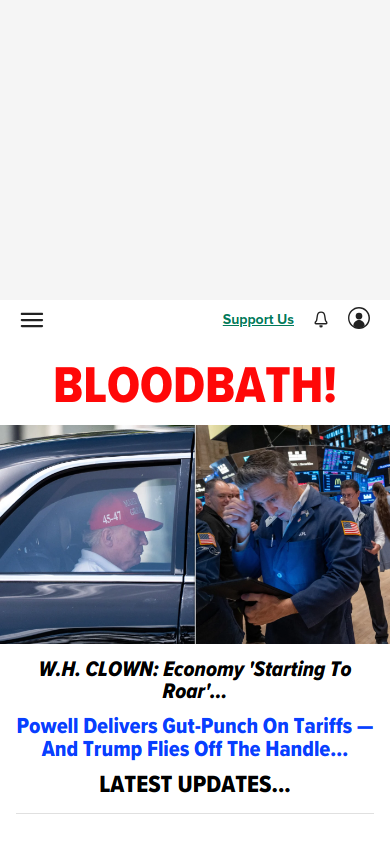 Support Us
BLOODBATH!
45-47
W.H. CLOWN: Economy 'Starting To
Roar'...
Powell Delivers Gut-Punch On Tariffs —
And Trump Flies Off The Handle...
LATEST UPDATES...